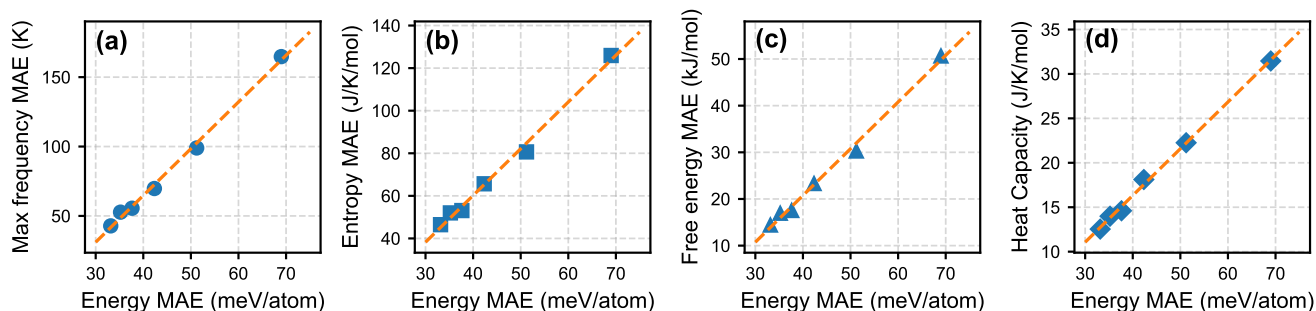 Max frequency MAE (K)
150
100
50
(a)
30 40 50 60 70
Energy MAE (meV/atom)
Entropy MAE (J/K/mol)
140
120
100
80
60
40
(b)
30 40 50 60 70
Energy MAE (meV/atom)
Free energy MAE (kJ/mol)
50
40
30
20
10
(c)
30 40 50 60 70
Energy MAE (meV/atom)
Heat Capacity (J/K/mol)
35
30
25
20
15
10
(d)
30 40 50 60 70
Energy MAE (meV/atom)